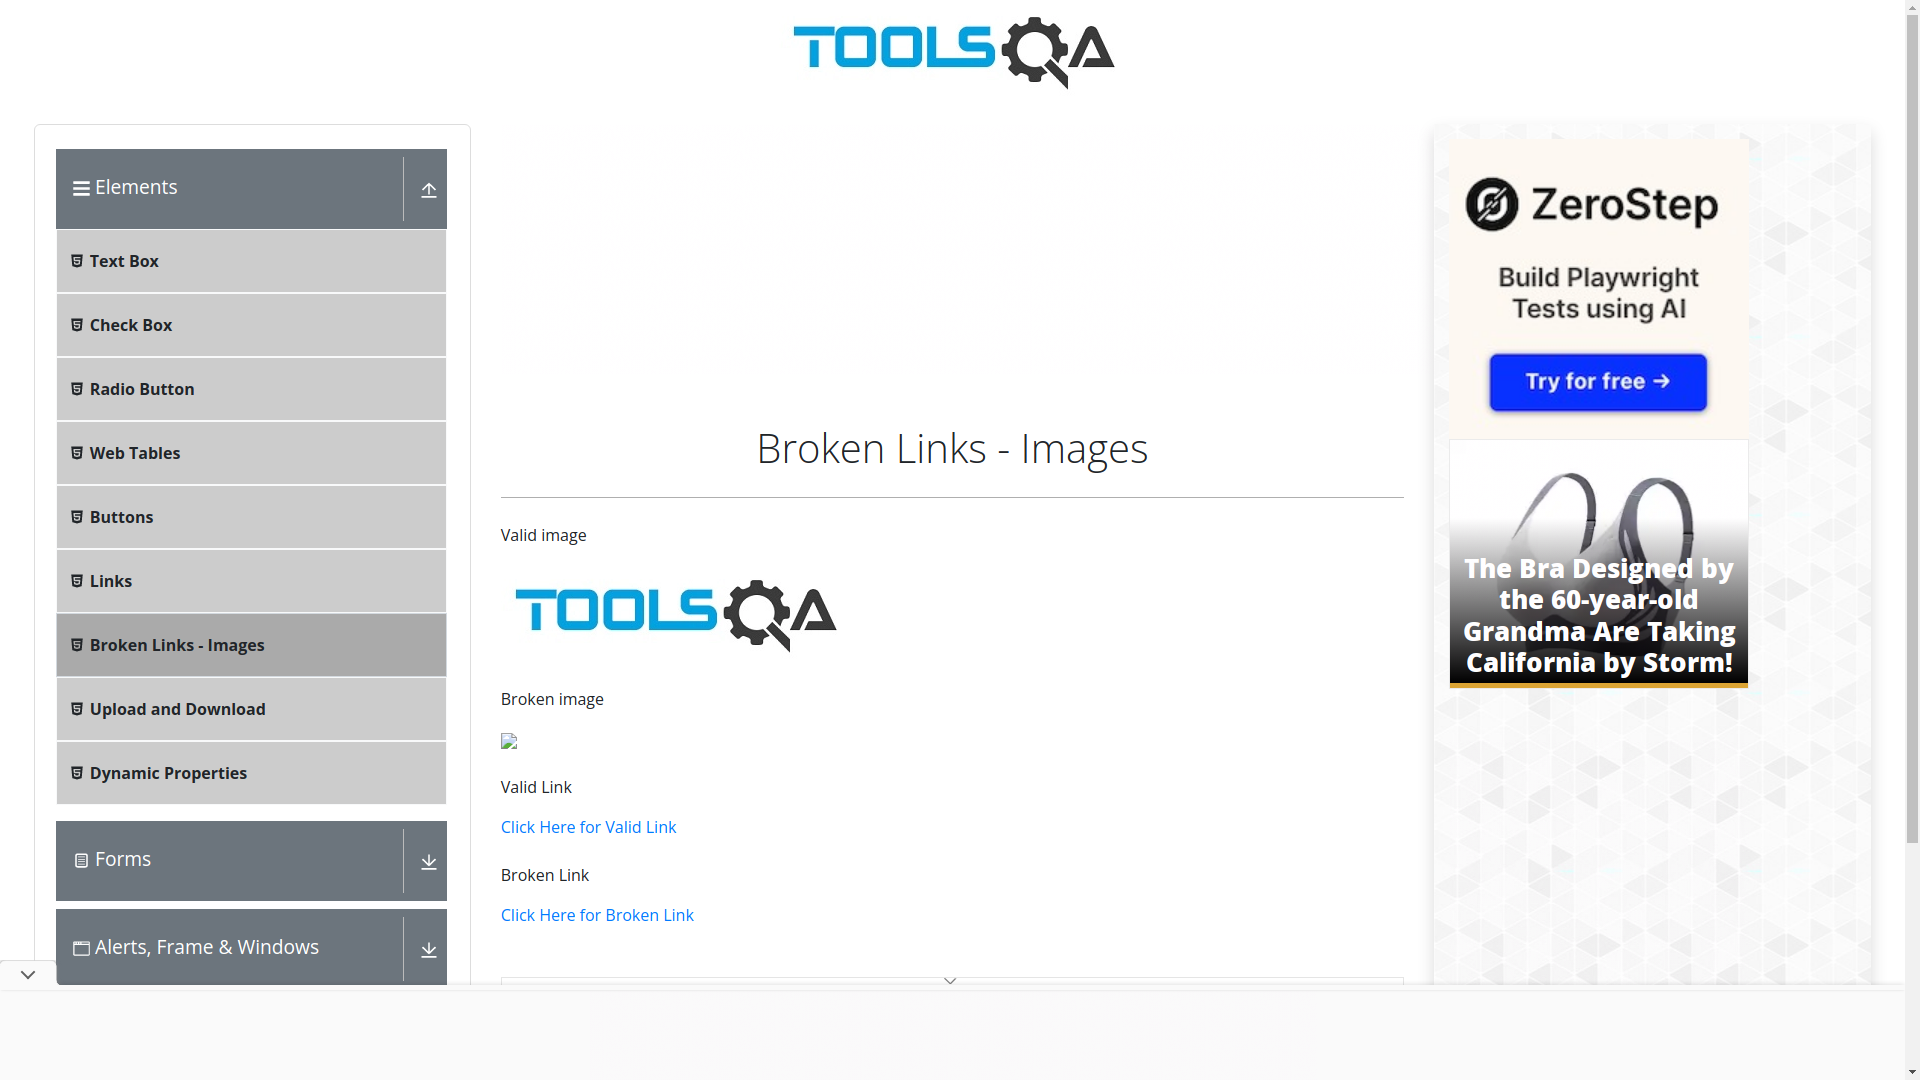 TOOLSQA
Elements
Text Box
Check Box
Radio Button
Web Tables
Buttons
Links
Broken Links - Images
Upload and Download
Dynamic Properties
Forms
Alerts, Frame & Windows
Broken Links - Images
Valid image
TOOLSQA
Broken image
Valid Link
Click Here for Valid Link
Broken Link
Click Here for Broken Link
ZeroStep
Build Playwright
Tests using AI
Try for free →
The Bra Designed by
the 60-year-old
Grandma Are Taking
California by Storm!